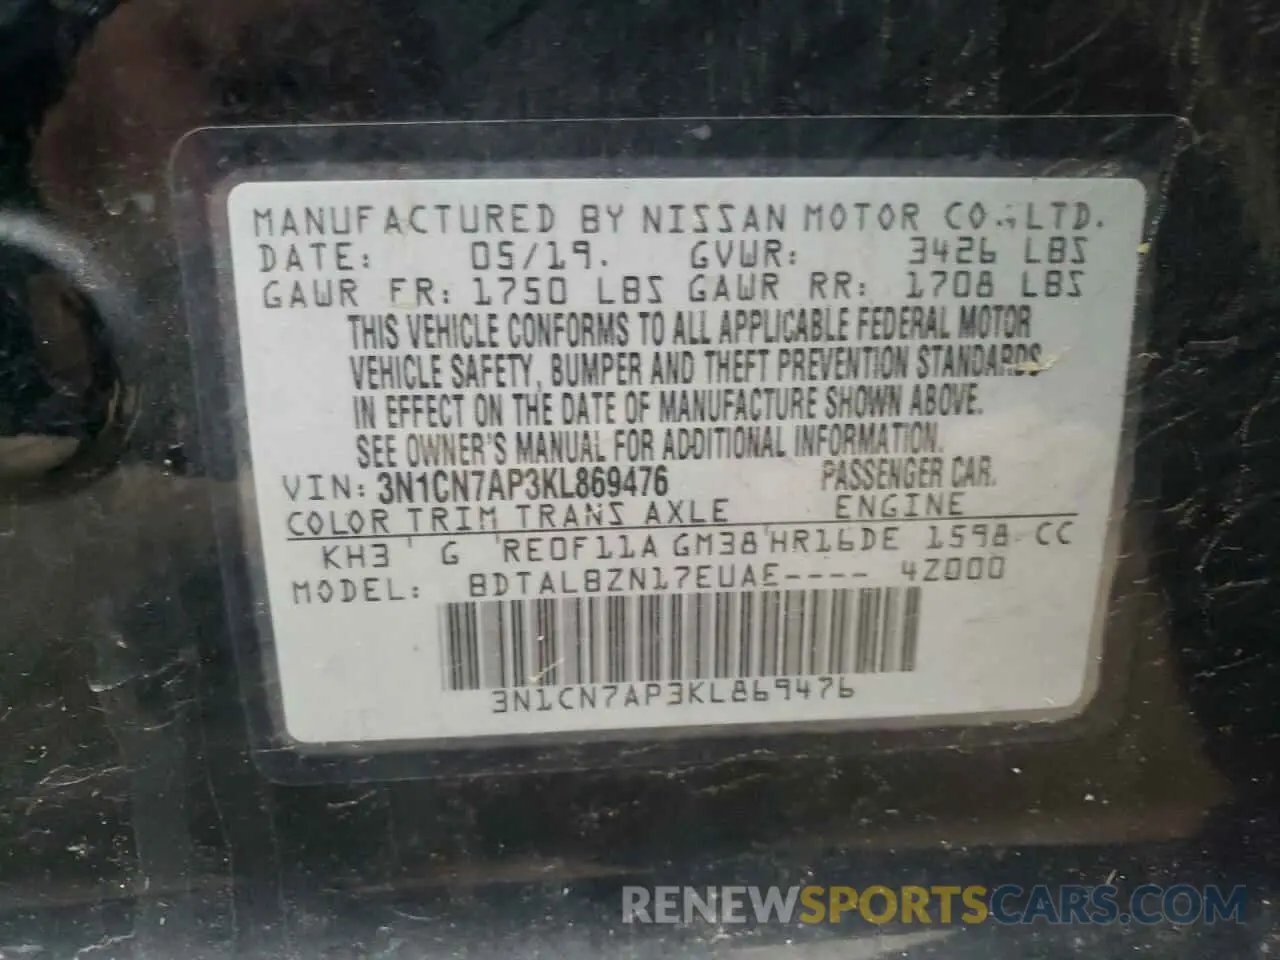 MANUFACTURED BY NISSAN MOTOR CO., LTD.
DATE: 05/19. GVWR: 3426 LBS
GAWR FR: 1750 LBS GAWR RR: 1708 LBS
THIS VEHICLE CONFORMS TO ALL APPLICABLE FEDERAL MOTOR
VEHICLE SAFETY, BUMPER AND THEFT PREVENTION STANDARDS
IN EFFECT ON THE DATE OF MANUFACTURE SHOWN ABOVE.
SEE OWNER'S MANUAL FOR ADDITIONAL INFORMATION.
VIN: 3N1CN7AP3KL869476 PASSENGER CAR.
COLOR TRIM TRANS AXLE ENGINE
KH3 ' G 'RE0F11A GM38'HR16DE 1598 CC
MODEL: BDTALBZN17EUAE---- 4Z000
3N1CN7AP3KL869476
RENEWSPORTSCARS.COM